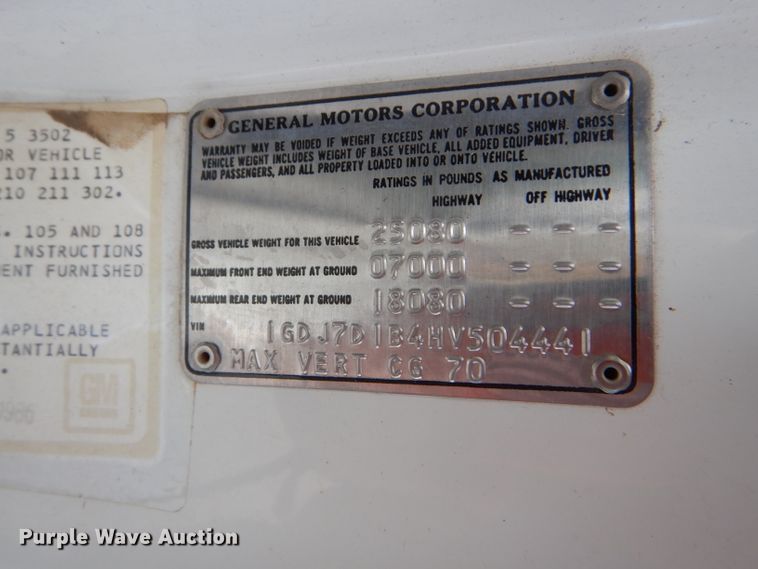 5 3502
OR VEHICLE
107 111 113
210 211 302.
. 105 AND 108
INSTRUCTIONS
MENT FURNISHED
APPLICABLE
STANTIALLY
GM
GENERAL MOTORS CORPORATION
WARRANTY MAY BE VOIDED IF WEIGHT EXCEEDS ANY OF RATINGS SHOWN. GROSS
VEHICLE WEIGHT INCLUDES WEIGHT OF BASE VEHICLE, ALL ADDED EQUIPMENT, DRIVER
AND PASSENGERS, AND ALL PROPERTY LOADED INTO OR ONTO VEHICLE.
RATINGS IN POUNDS AS MANUFACTURED
HIGHWAY OFF HIGHWAY
GROSS VEHICLE WEIGHT FOR THIS VEHICLE 25080 - - -
MAXIMUM FRONT END WEIGHT AT GROUND 07000 - - -
MAXIMUM REAR END WEIGHT AT GROUND 18080 - - -
VIN 1GDJ7D1B4HV504441
MAX VERT CG 70
Purple Wave Auction